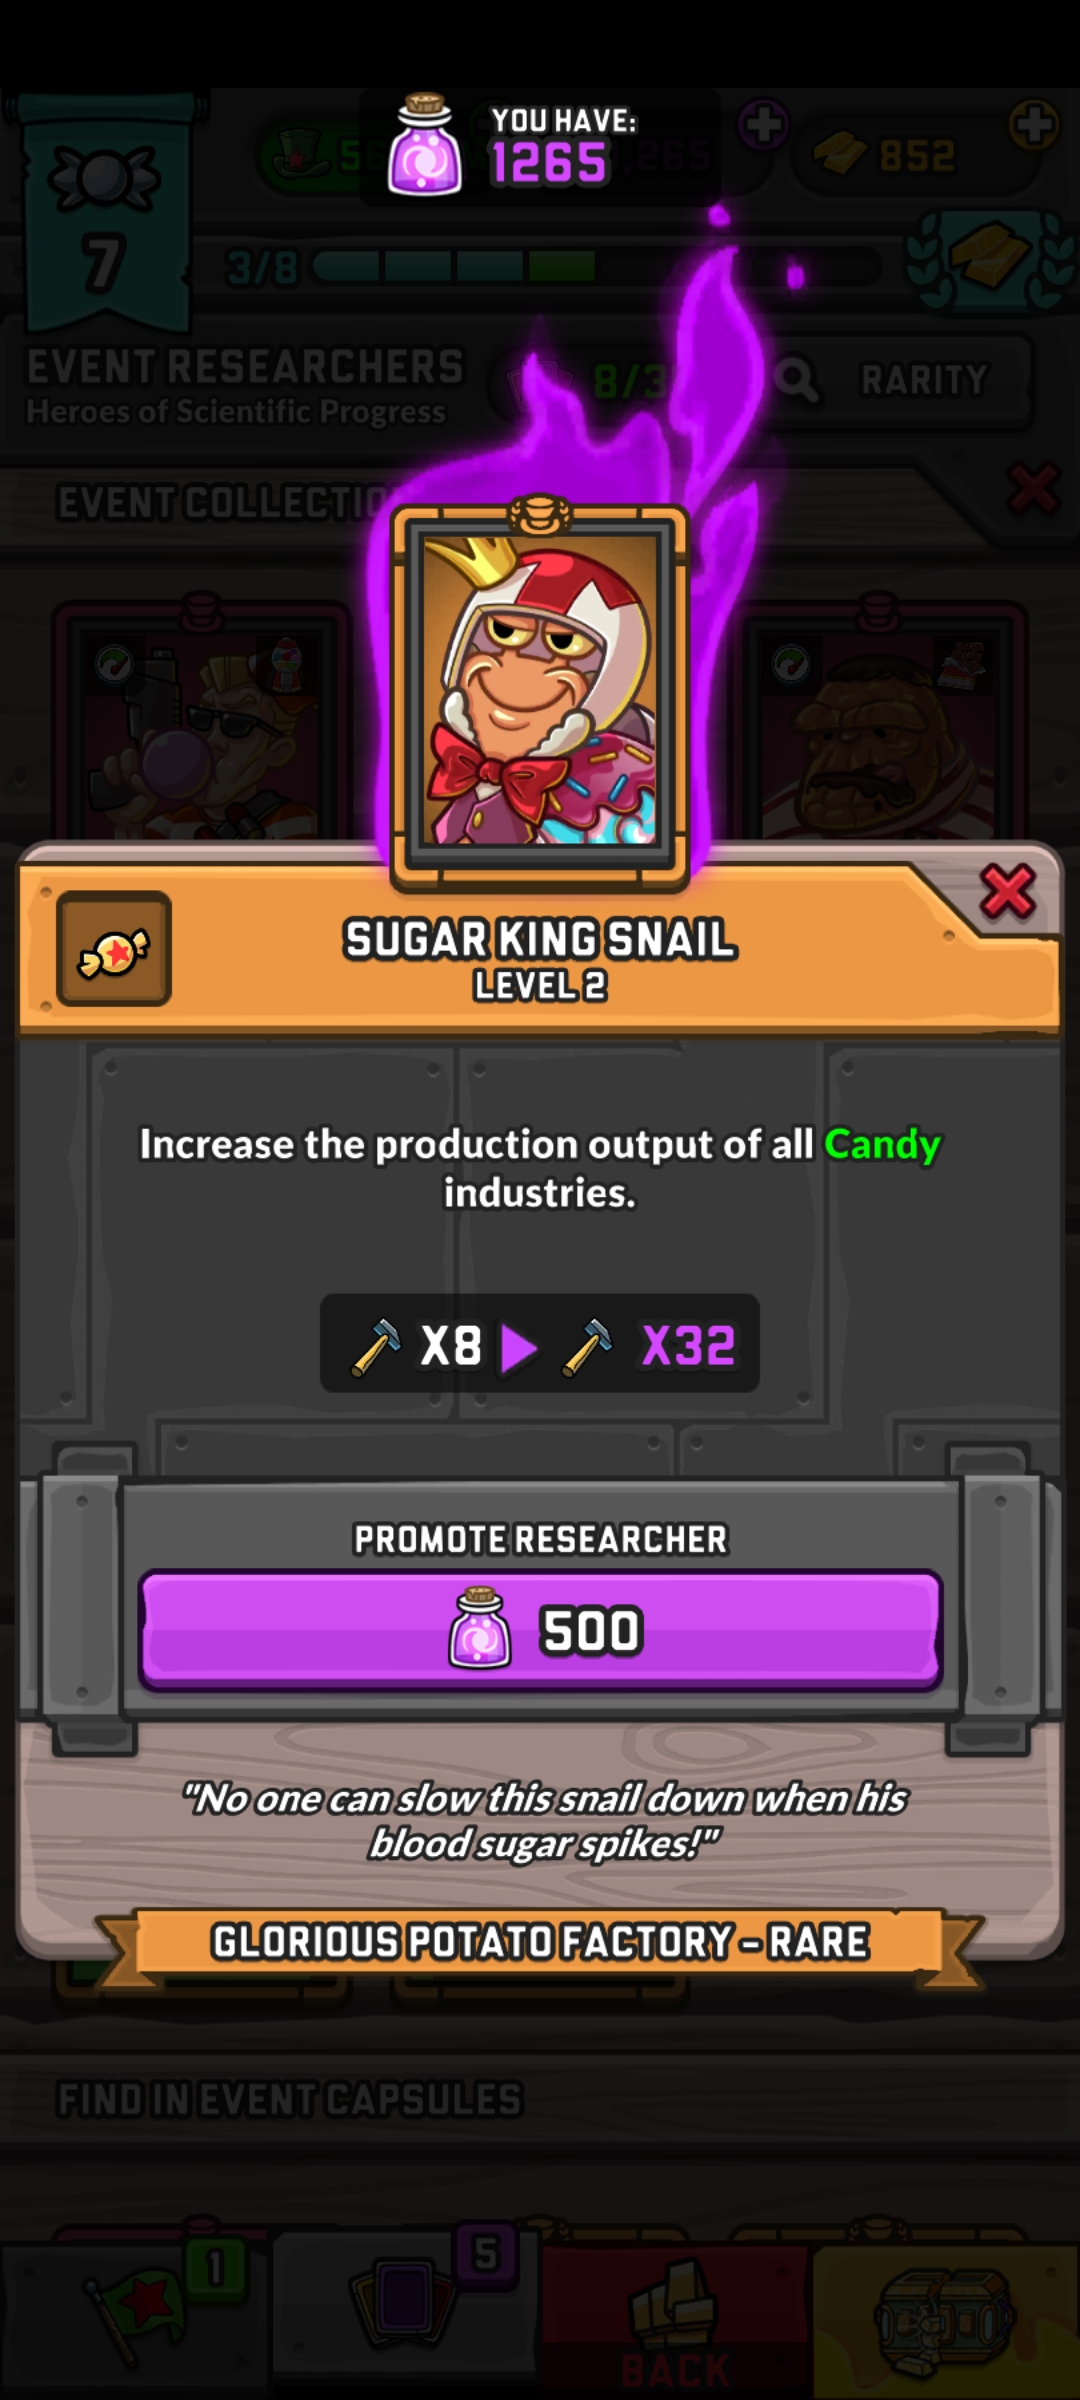 YOU HAVE:
1265
852
7
3/8
EVENT RESEARCHERS
8/3
RARITY
Heroes of Scientific Progress
EVENT COLLECTIO
SUGAR KING SNAIL
LEVEL 2
Increase the production output of all Candy
industries.
X8 X32
PROMOTE RESEARCHER
500
"No one can slow this snail down when his
blood sugar spikes!"
GLORIOUS POTATO FACTORY - RARE
FIND IN EVENT CAPSULES
1
5
BACK